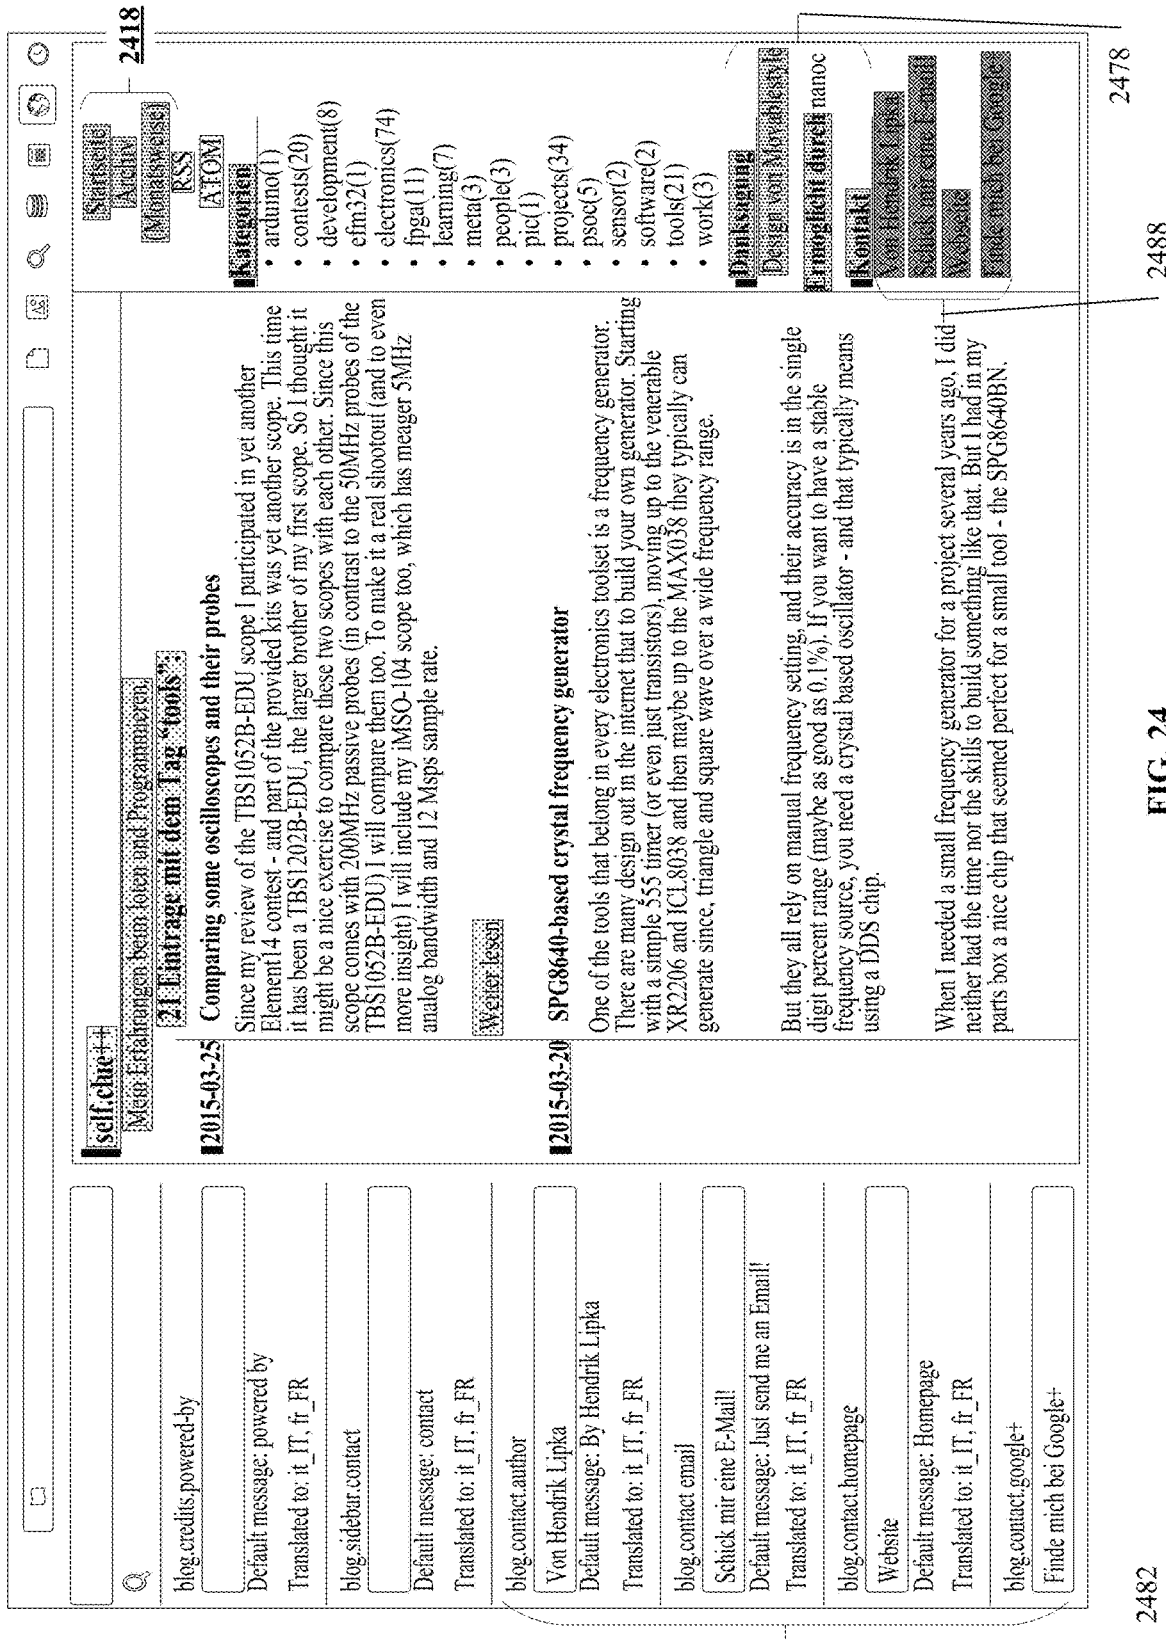 blog.credits.powered-by
Default message: powered by
Translated to: it_IT, fr_FR
blog.sidebar.contact
Default message: contact
Translated to: it_IT, fr_FR
blog.contact.author
Von Hendrik Lipka
Default message: By Hendrik Lipka
Translated to: it_IT, fr_FR
blog.contact email
Schick mir eine E-Mail!
Default message: Just send me an Email!
Translated to: it_IT, fr_FR
blog.contact.homepage
Website
Default message: Homepage
Translated to: it_IT, fr_FR
blog.contact.google+
Finde mich bei Google+
self.clue++
Mein Erfahrungen beim loten und Programmieren.
21 Eintrage mit dem Tag "tools":
2015-03-25 Comparing some oscilloscopes and their probes
Since my review of the TBS1052B-EDU scope I participated in yet another
Element14 contest - and part of the provided kits was yet another scope. This time
it has been a TBS1202B-EDU, the larger brother of my first scope. So I thought it
might be a nice exercise to compare these two scopes with each other. Since this
scope comes with 200MHz passive probes (in contrast to the 50MHz probes of the
TBS1052B-EDU) I will compare them too. To make it a real shootout (and to even
more insight) I will include my iMSO-104 scope too, which has meager 5MHz
analog bandwidth and 12 Msps sample rate.
Weiter lesen
2015-03-20 SPG8640-based crystal frequency generator
One of the tools that belong in every electronics toolset is a frequency generator.
There are many design out in the internet that to build your own generator. Starting
with a simple 555 timer (or even just transistors), moving up to the venerable
XR2206 and ICL8038 and then maybe up to the MAX038 they typically can
generate since, triangle and square wave over a wide frequency range.
But they all rely on manual frequency setting, and their accuracy is in the single
digit percent range (maybe as good as 0.1%). If you want to have a stable
frequency source, you need a crystal based oscillator - and that typically means
using a DDS chip.
When I needed a small frequency generator for a project several years ago, I did
neither had the time nor the skills to build something like that. But I had in my
parts box a nice chip that seemed perfect for a small tool - the SPG8640BN.
Startseite
Archiv
(Monatsweise)
RSS
ATOM
Kategorien
• arduino(1)
• contests(20)
• development(8)
• efm32(1)
• electronics(74)
• fpga(11)
• learning(7)
• meta(3)
• people(3)
• pic(1)
• projects(34)
• psoc(5)
• sensor(2)
• software(2)
• tools(21)
• work(3)
Danksagung
Design von Movablestyle
Ermoglicht durch nanoc
Kontakt
Hendrik Lipka
Schick mir eine E-mail!
Webseite
Finde mich bei Google+
2418
2478
2488
2482
FIG. 24